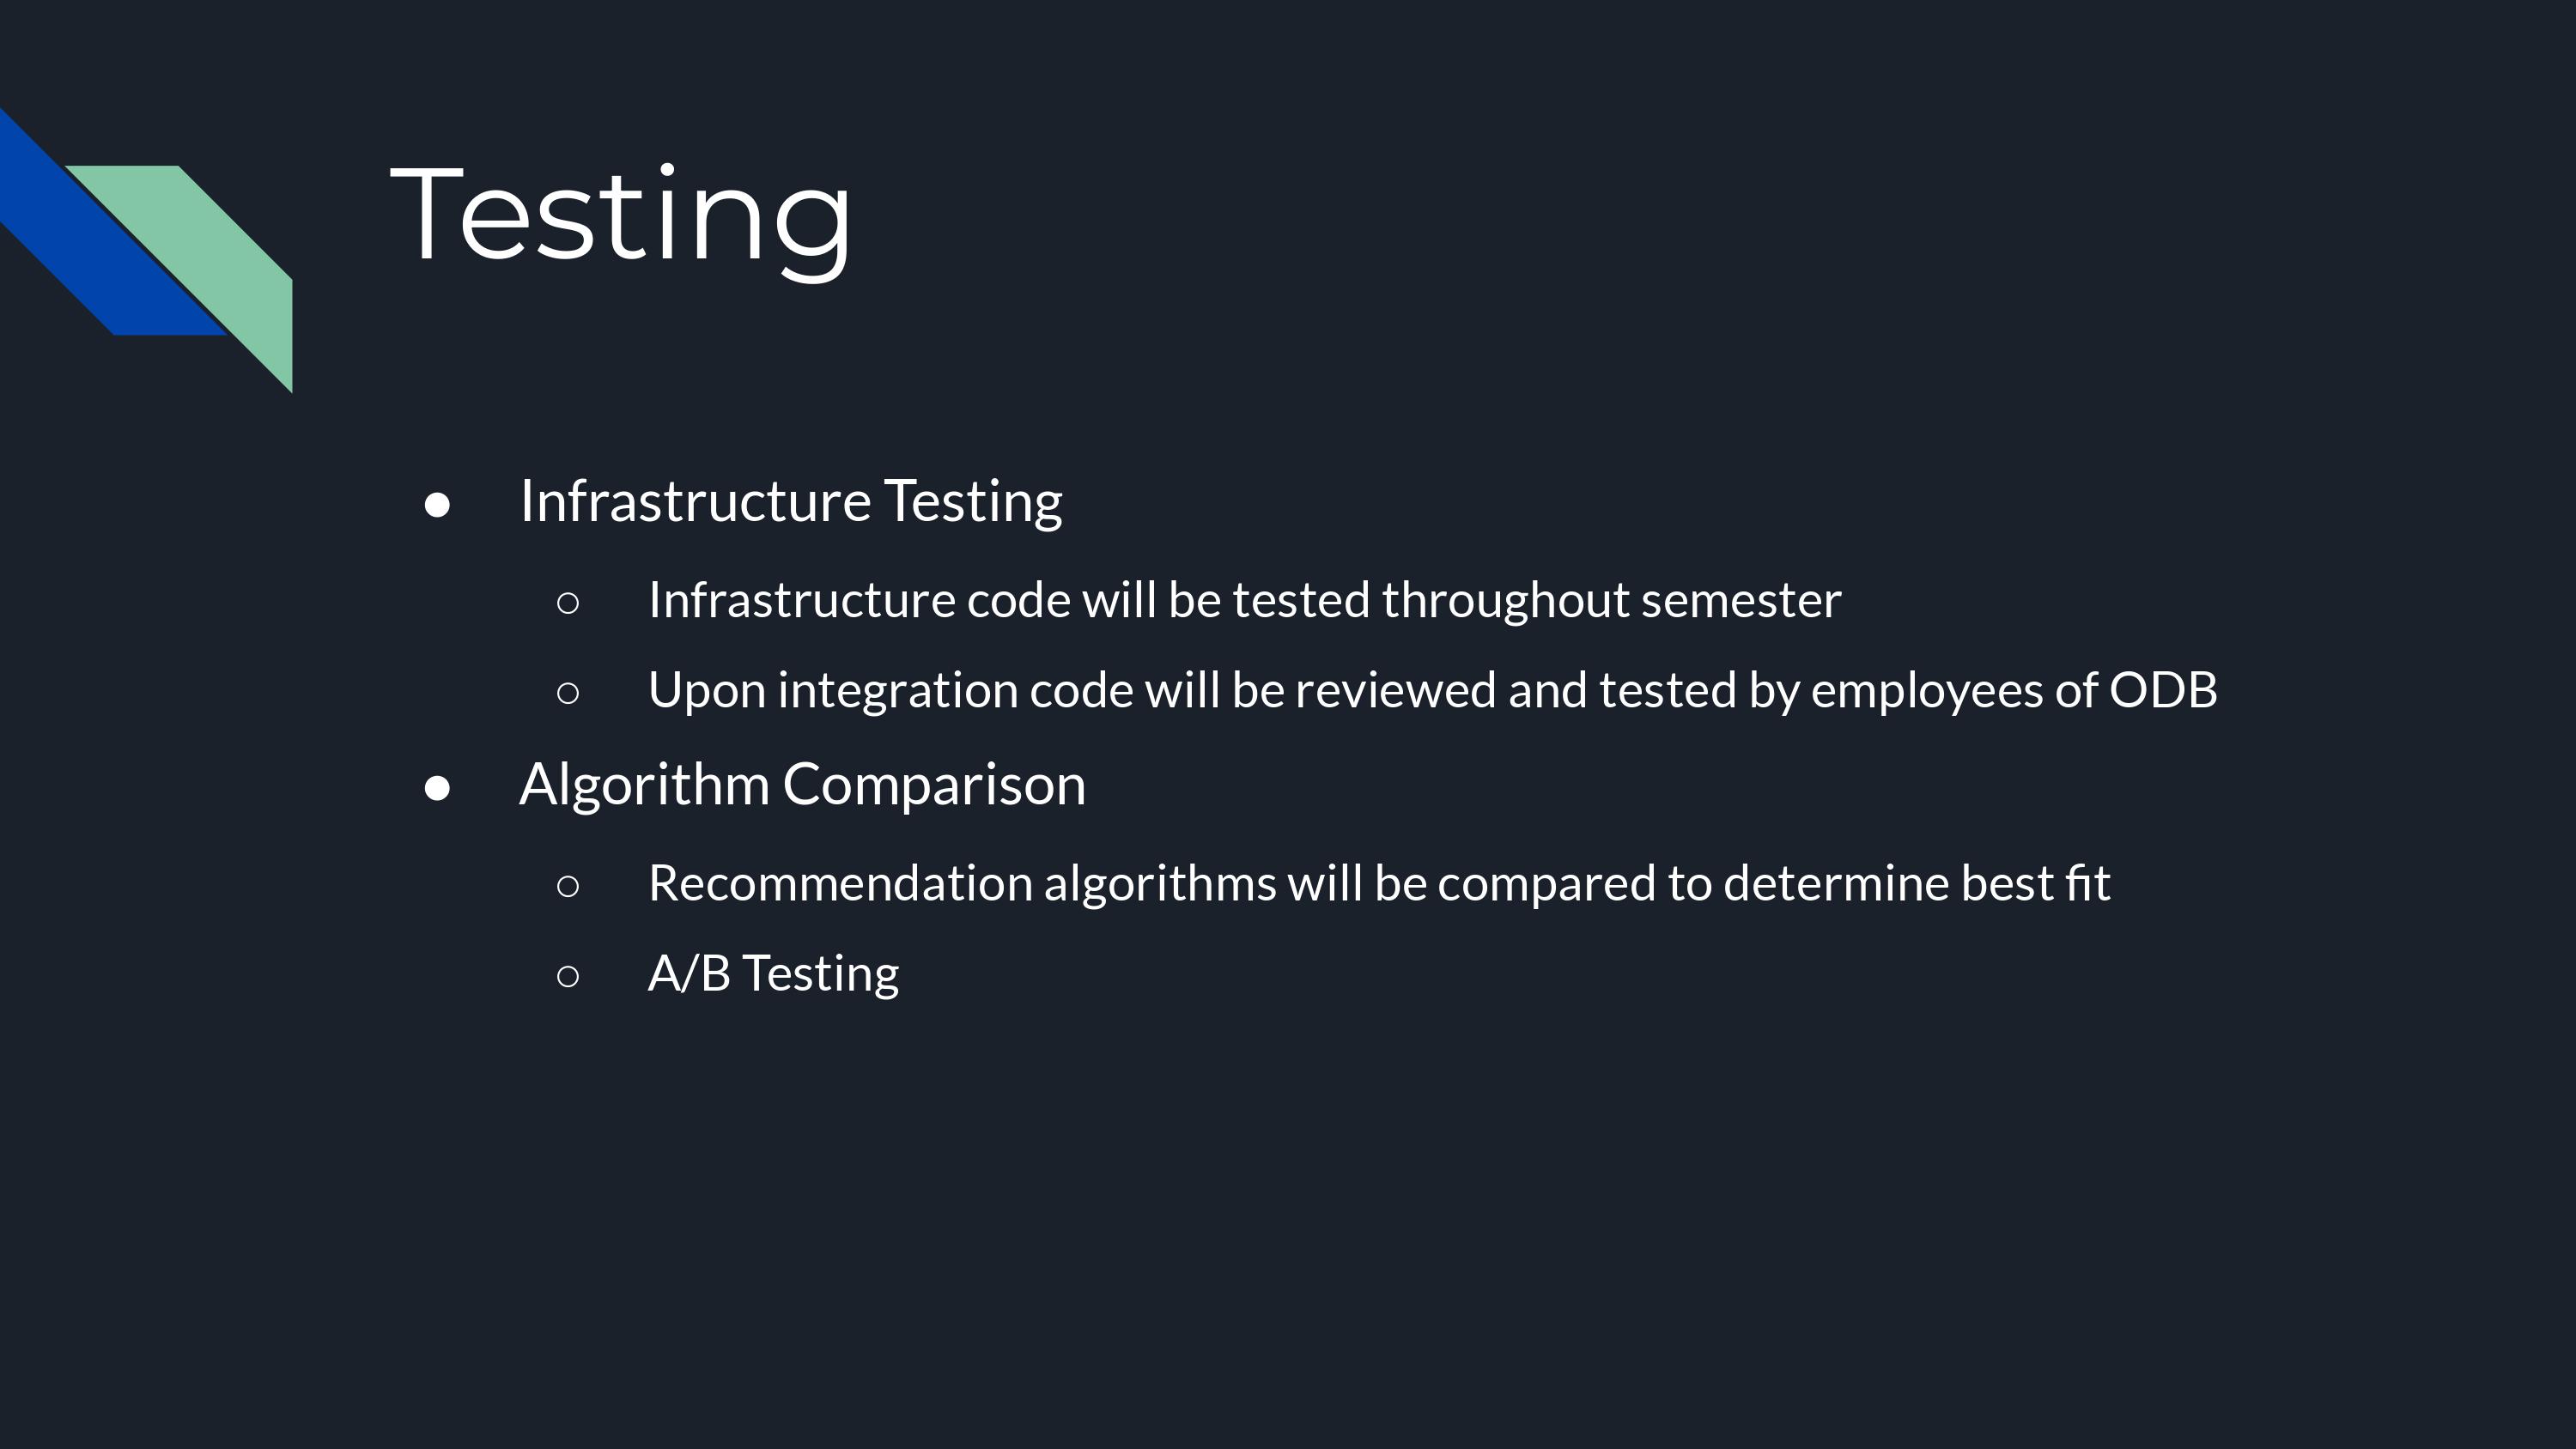 Testing
● Infrastructure Testing
○ Infrastructure code will be tested throughout semester
○ Upon integration code will be reviewed and tested by employees of ODB
● Algorithm Comparison
○ Recommendation algorithms will be compared to determine best fit
○ A/B Testing